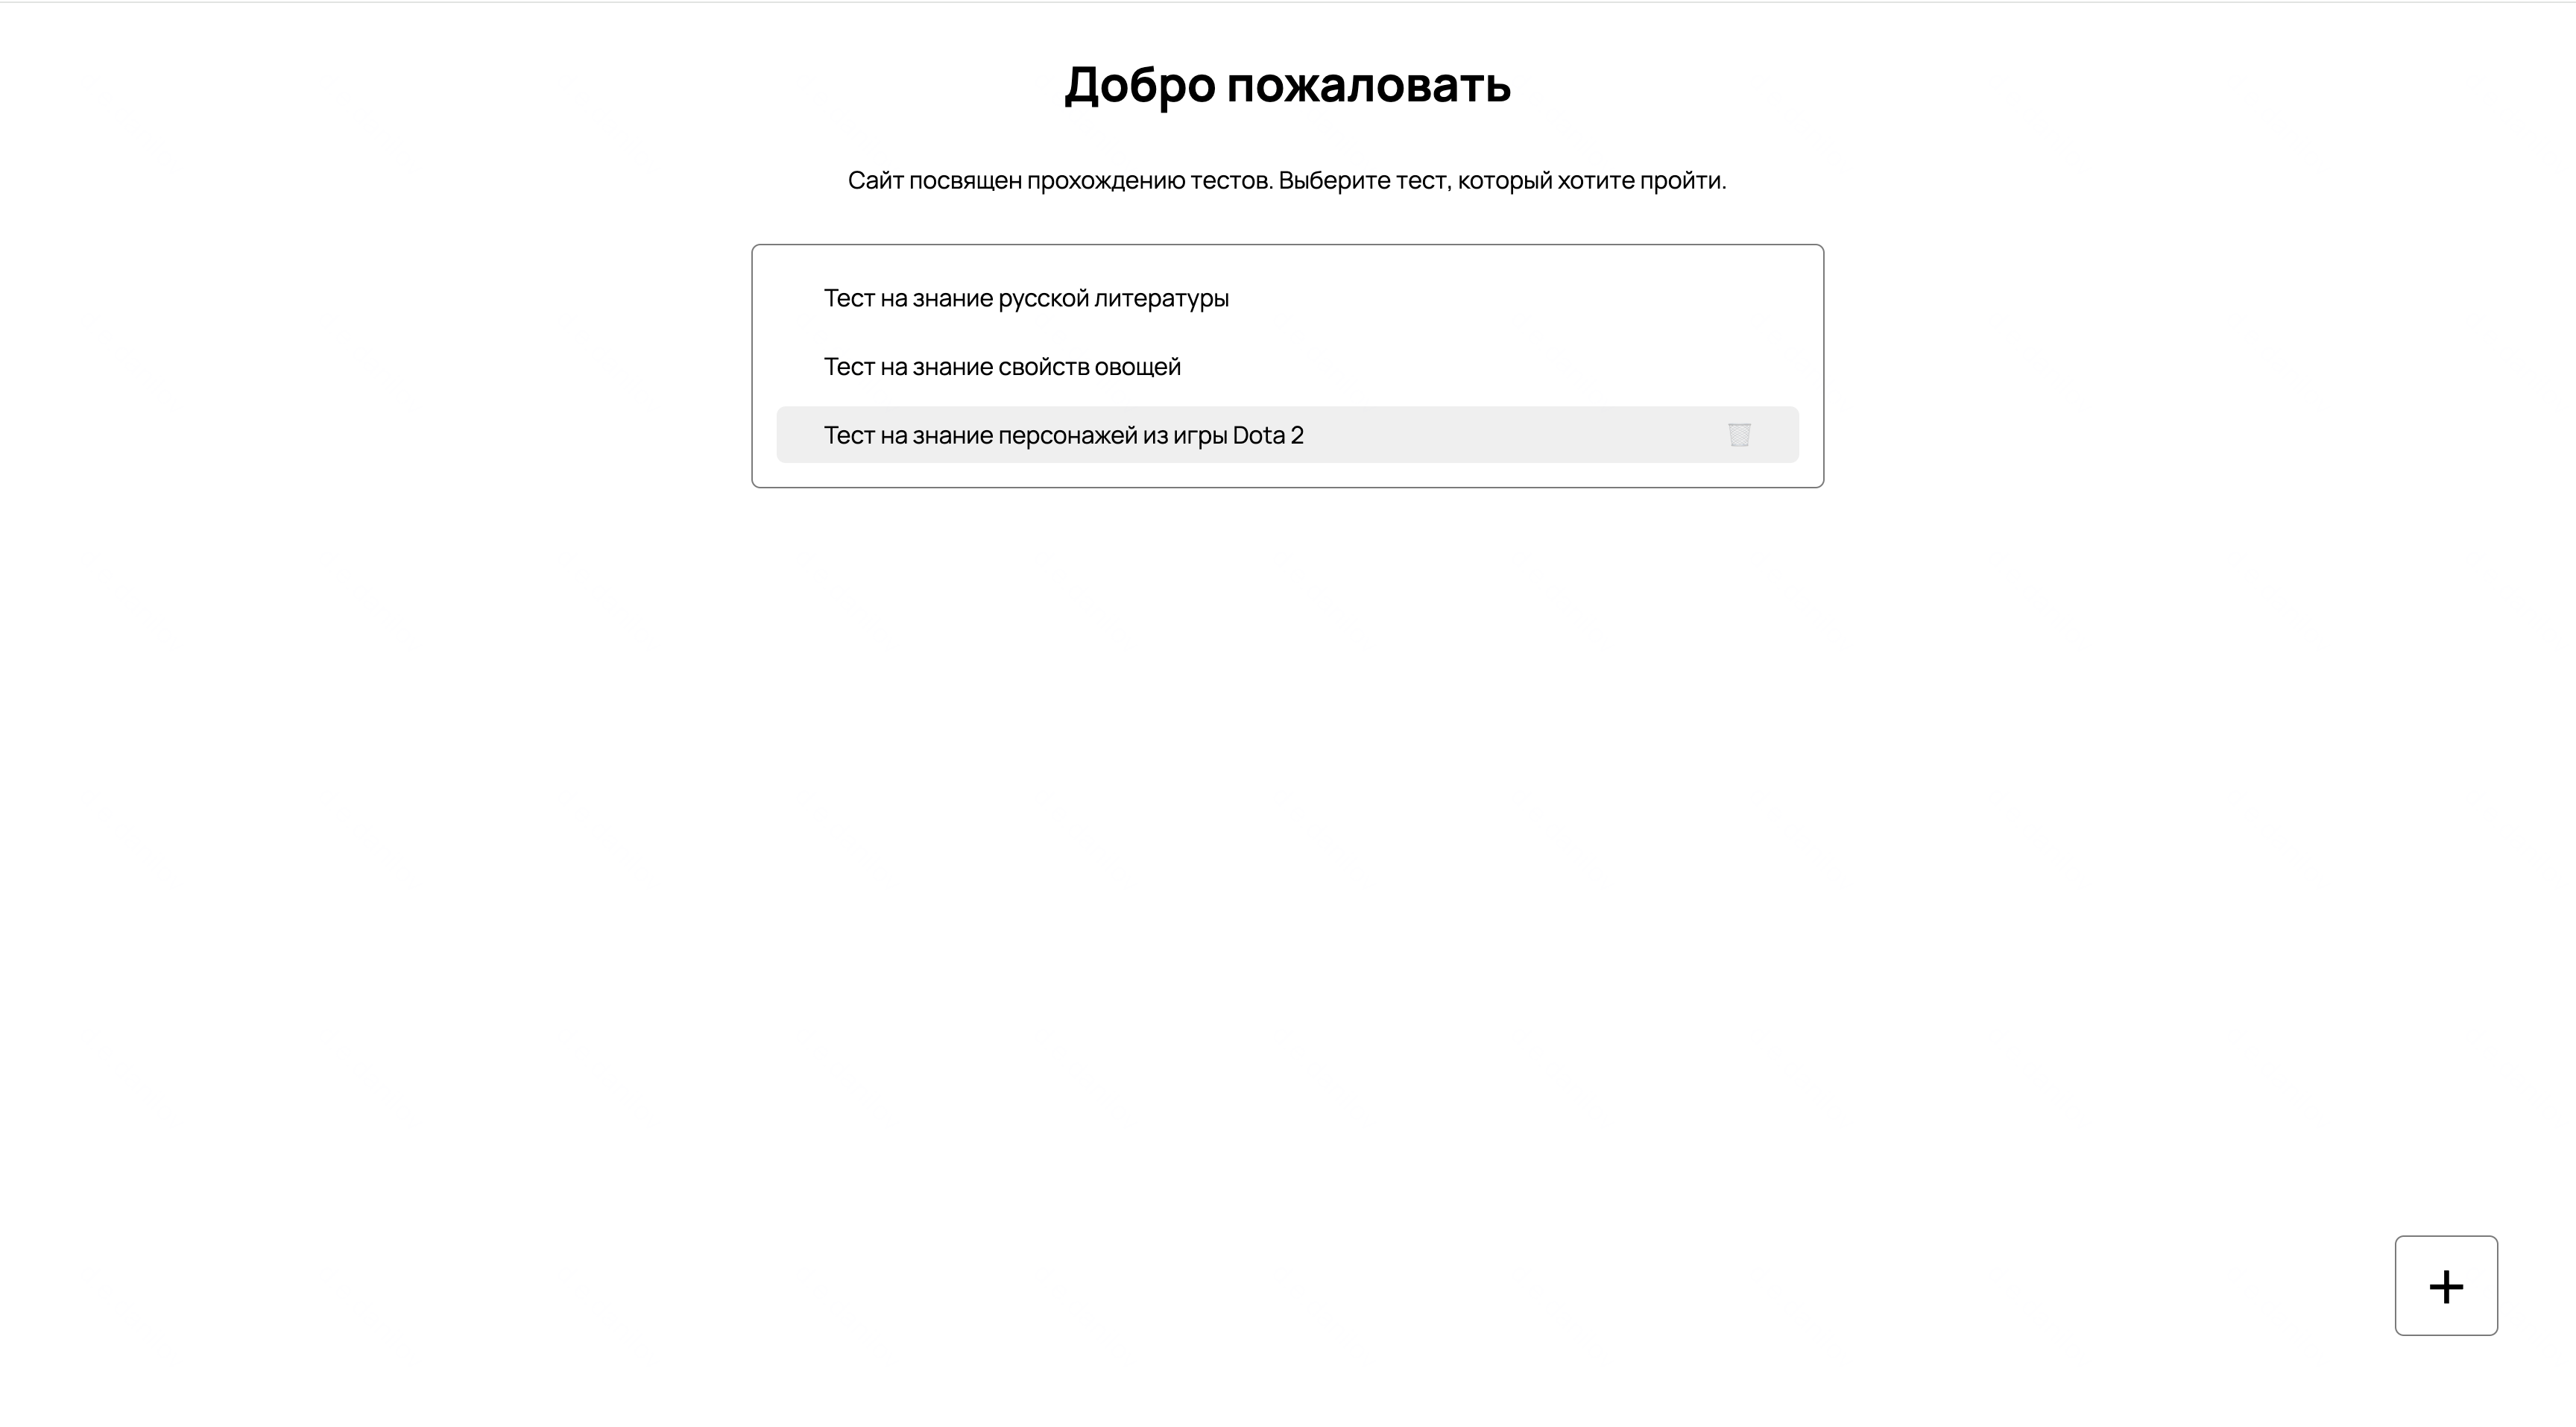 Добро пожаловать
Сайт посвящен прохождению тестов. Выберите тест, который хотите пройти.
Тест на знание русской литературы
Тест на знание свойств овощей
Тест на знание персонажей из игры Dota 2
+